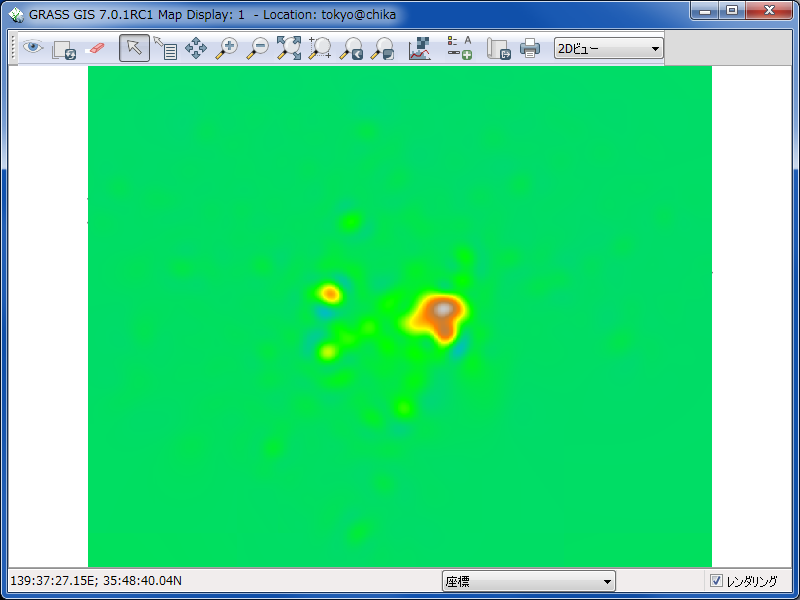 GRASS GIS 7.0.1RC1 Map Display: 1 - Location: tokyo@chika
A
2Dビュー
139:37:27.15E; 35:48:40.04N
座標
レンダリング